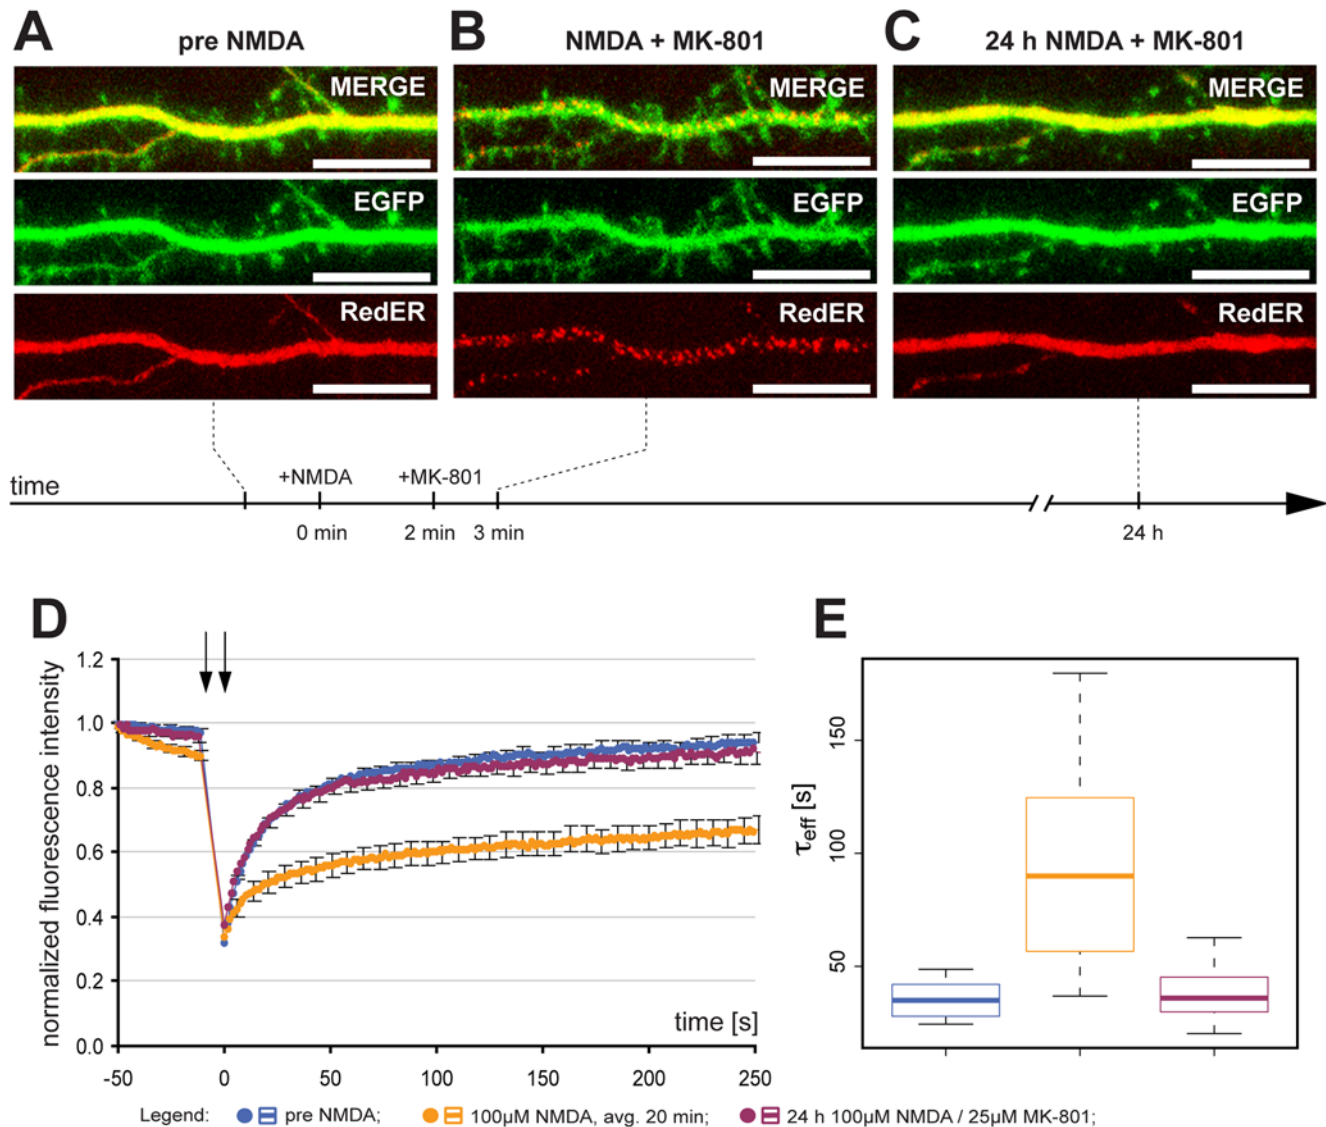 A
pre NMDA
B
NMDA + MK-801
C
24 h NMDA + MK-801
MERGE
MERGE
MERGE
EGFP
EGFP
EGFP
RedER
RedER
RedER
time
+NMDA
+MK-801
0 min
2 min
3 min
24 h
D
normalized fluorescence intensity
1.2
1.0
0.8
0.6
0.4
0.2
0.0
-50
0
50
100
150
200
250
time [s]
E
τeff [s]
150
100
50
Legend:
pre NMDA;
100µM NMDA, avg. 20 min;
24 h 100µM NMDA / 25µM MK-801;